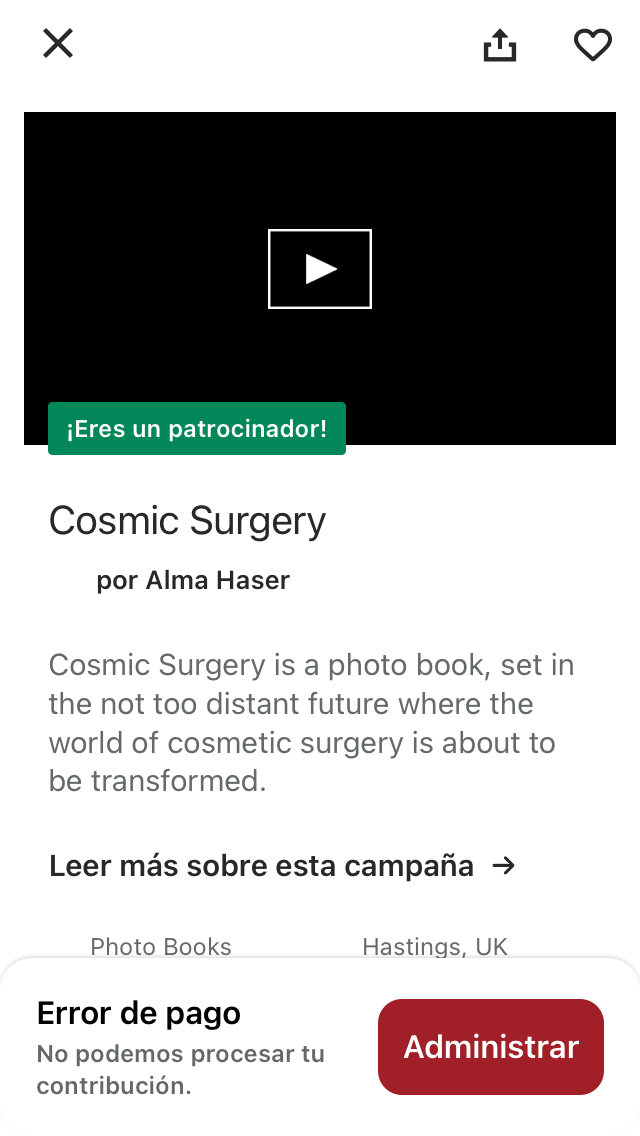 ¡Eres un patrocinador!
Cosmic Surgery
por Alma Haser
Cosmic Surgery is a photo book, set in
the not too distant future where the
world of cosmetic surgery is about to
be transformed.
Leer más sobre esta campaña →
Photo Books
Hastings, UK
Error de pago
No podemos procesar tu
contribución.
Administrar